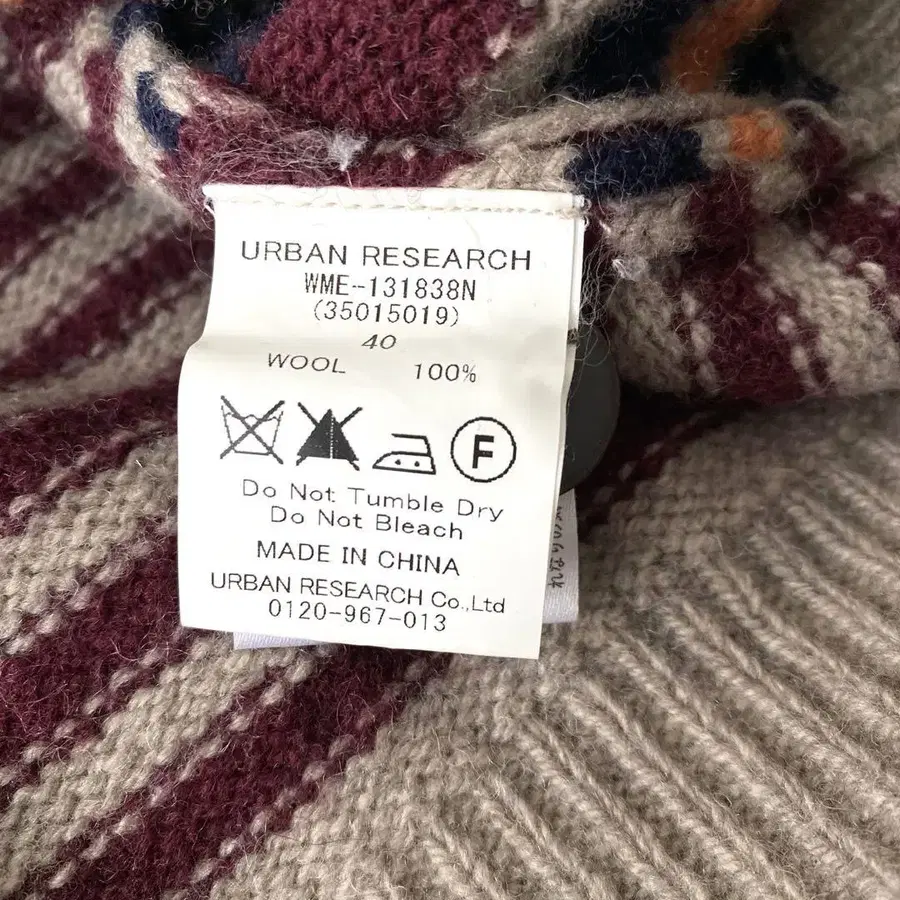 URBAN RESEARCH
WME-131838N
(35015019)
40
WOOL 100%
F
Do Not Tumble Dry
Do Not Bleach
MADE IN CHINA
URBAN RESEARCH Co.,Ltd
0120-967-013